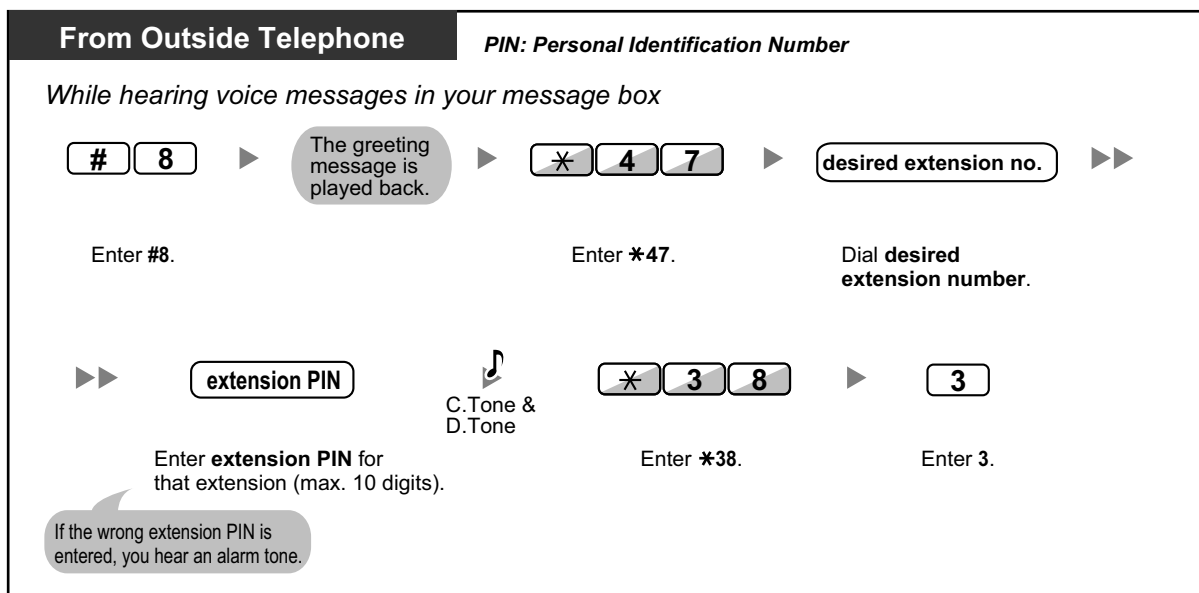 From Outside Telephone
PIN: Personal Identification Number
While hearing voice messages in your message box
# 8
The greeting
message is
played back.
* 4 7
desired extension no.
Enter #8.
Enter *47.
Dial desired
extension number.
extension PIN
C.Tone &
D.Tone
* 3 8
3
Enter extension PIN for
that extension (max. 10 digits).
Enter *38.
Enter 3.
If the wrong extension PIN is
entered, you hear an alarm tone.